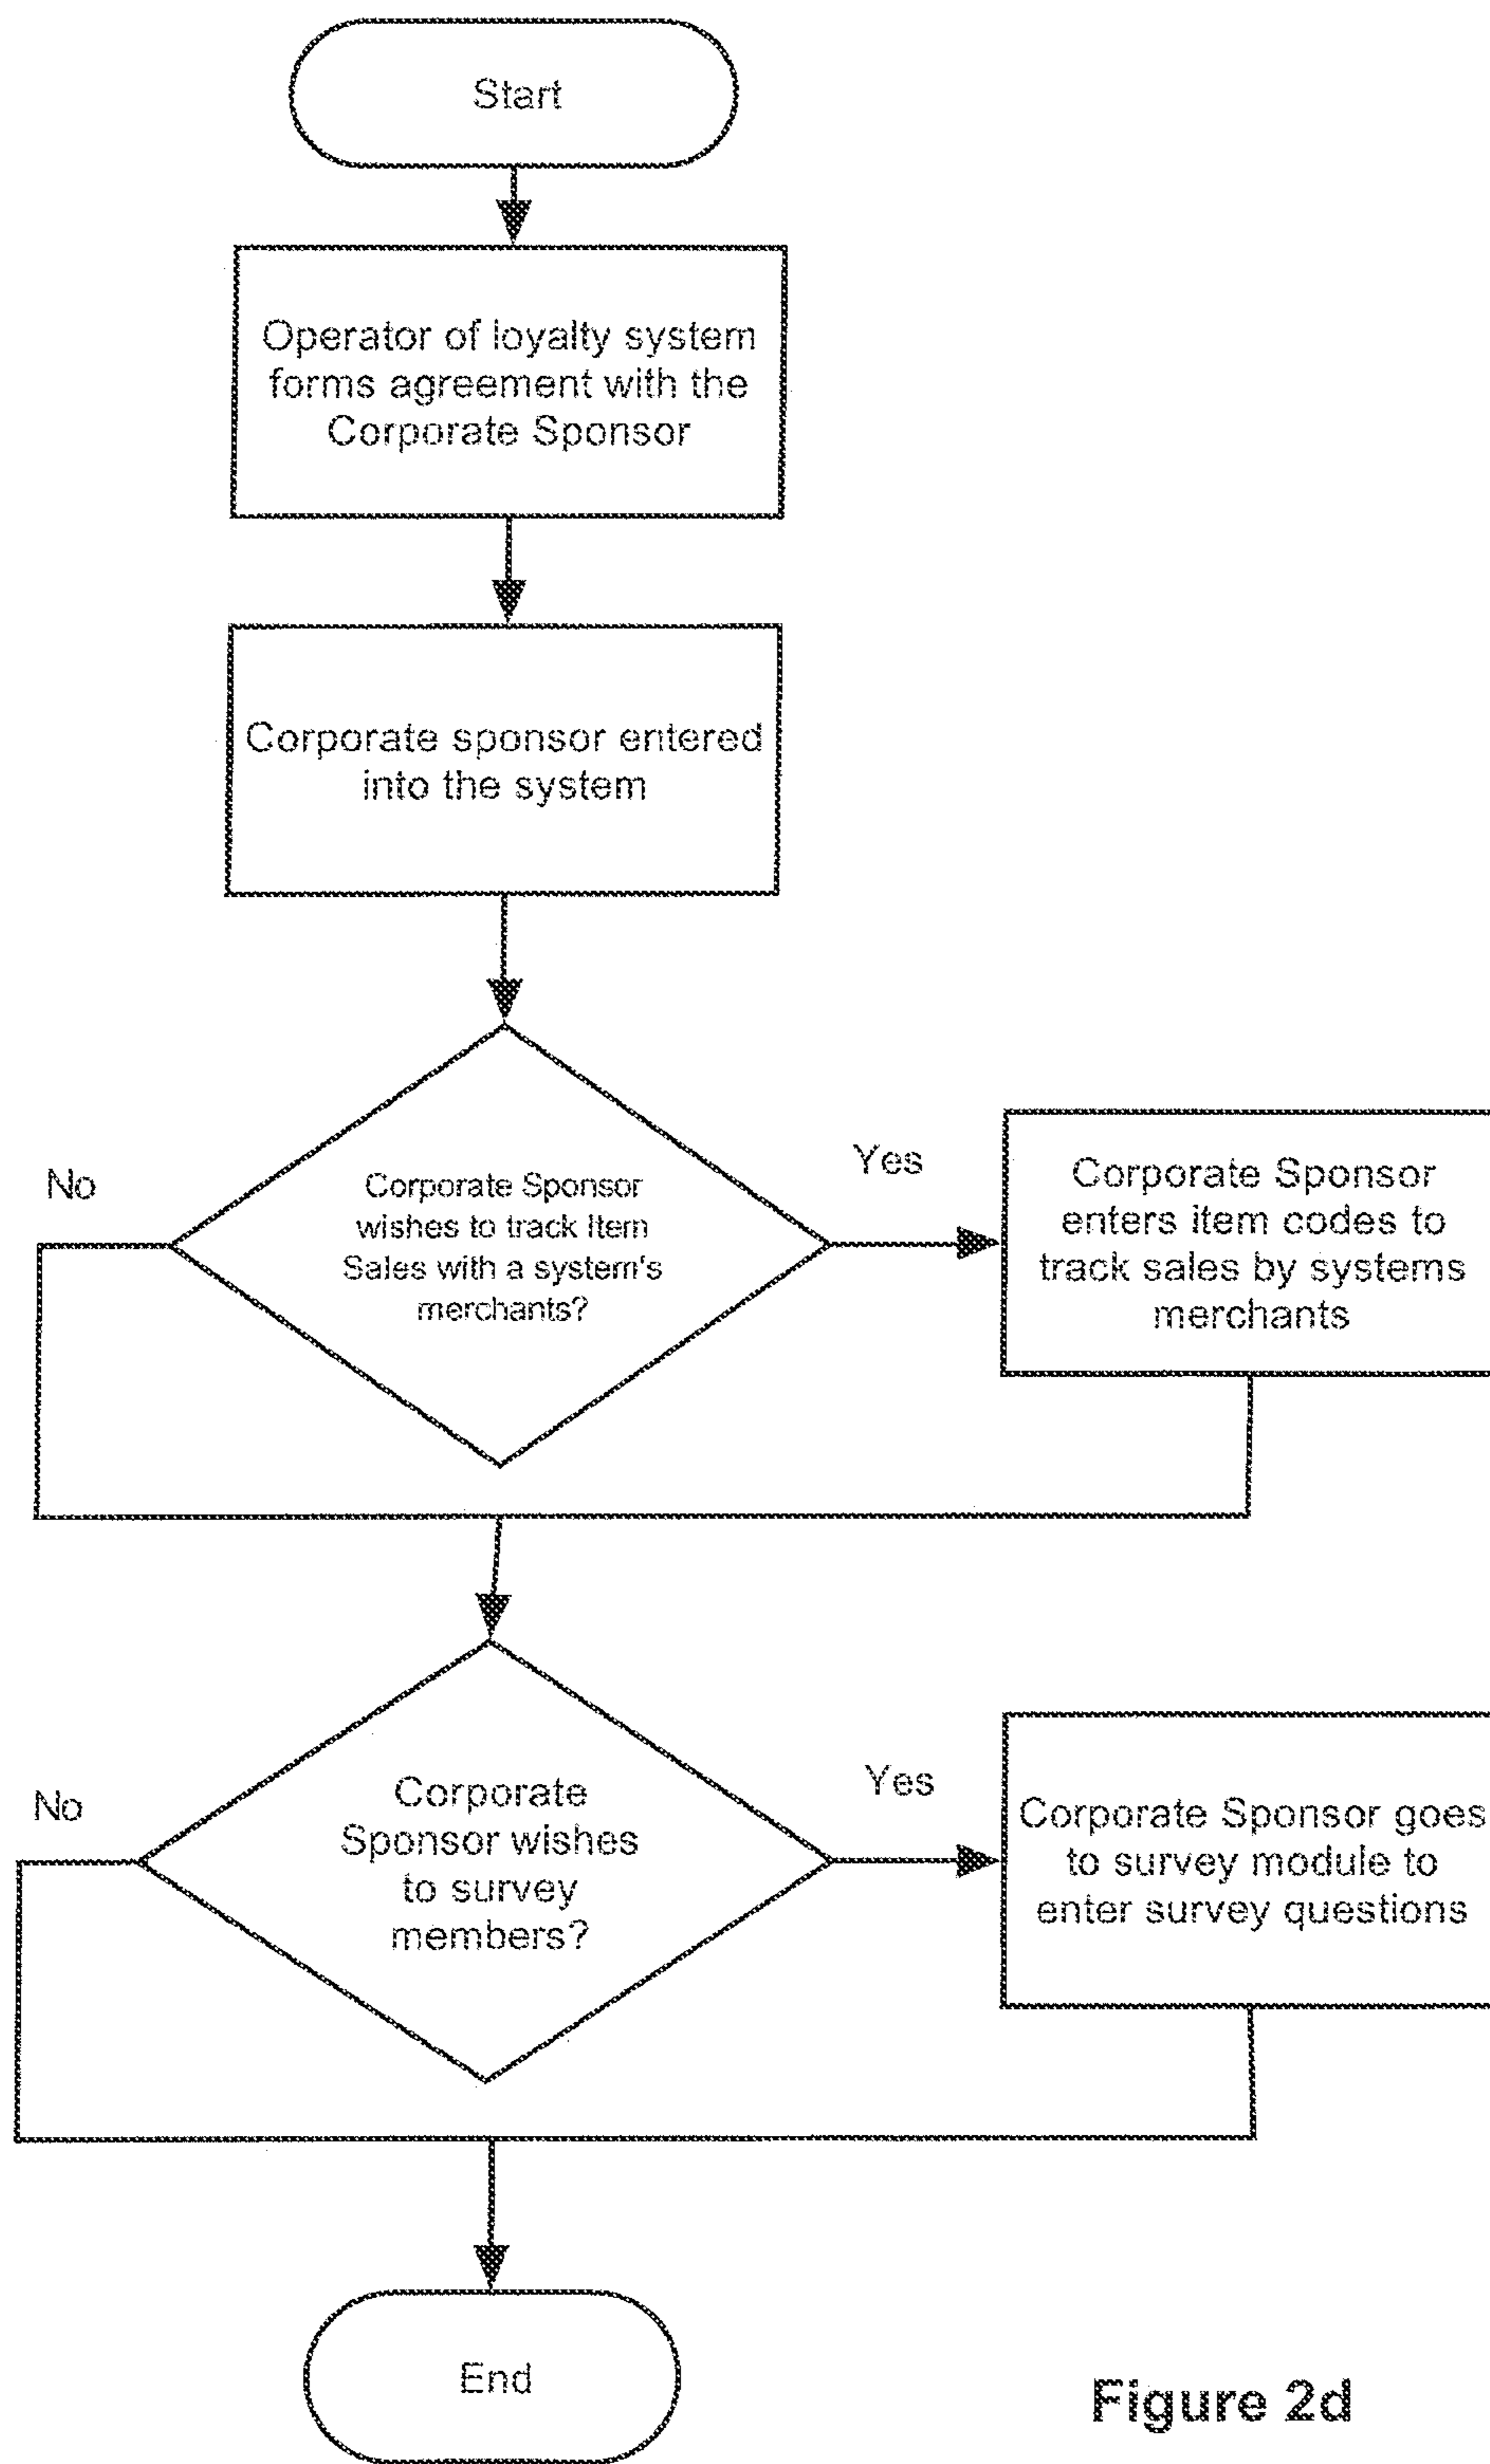 Start
Operator of loyalty system
forms agreement with the
Corporate Sponsor
Corporate sponsor entered
into the system
No
Corporate Sponsor
wishes to track Item
Sales with a system's
merchants?
Yes
Corporate Sponsor
enters item codes to
track sales by systems
merchants
No
Corporate
Sponsor wishes
to survey
members?
Yes
Corporate Sponsor goes
to survey module to
enter survey questions
End
Figure 2d